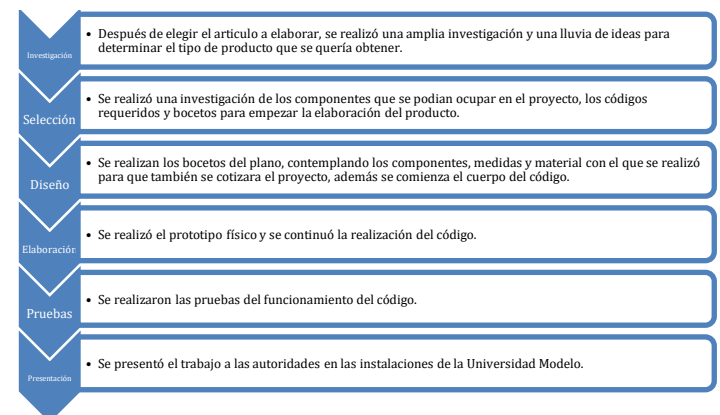 Investigación
• Después de elegir el articulo a elaborar, se realizó una amplia investigación y una lluvia de ideas para
determinar el tipo de producto que se quería obtener.
Selección
• Se realizó una investigación de los componentes que se podian ocupar en el proyecto, los códigos
requeridos y bocetos para empezar la elaboración del producto.
Diseño
• Se realizan los bocetos del plano, contemplando los componentes, medidas y material con el que se realizó
para que también se cotizara el proyecto, además se comienza el cuerpo del código.
Elaboración
• Se realizó el prototipo físico y se continuó la realización del código.
Pruebas
• Se realizaron las pruebas del funcionamiento del código.
Presentación
• Se presentó el trabajo a las autoridades en las instalaciones de la Universidad Modelo.